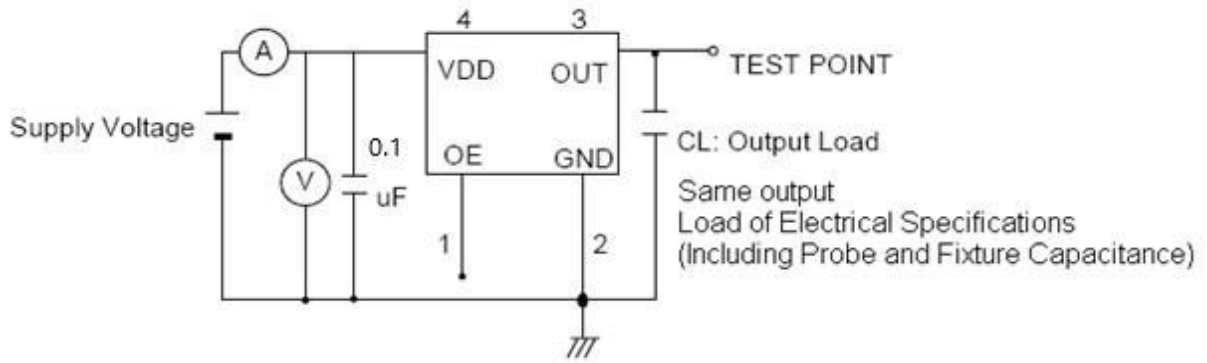 4
3
A
VDD
OUT
TEST POINT
Supply Voltage
0.1
uF
V
OE
GND
CL: Output Load
Same output
Load of Electrical Specifications
(Including Probe and Fixture Capacitance)
1
2